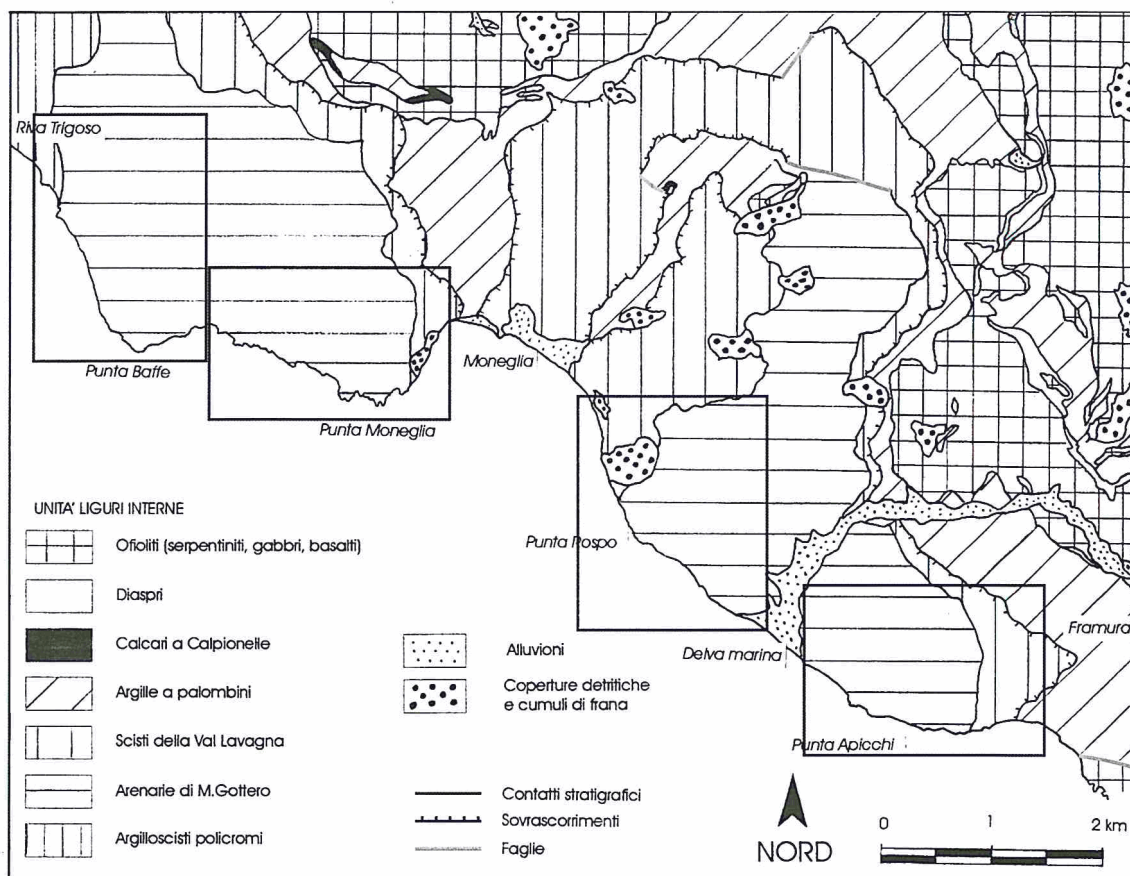 Riva Trigoso
Punta Baffe
Punta Moneglia
Moneglia
Punta Rospo
Deiva marina
Framura
Punta Apicchi
UNITA' LIGURI INTERNE
Ofioliti (serpentiniti, gabbri, basalti)
Diaspri
Calcari a Calpionelle
Argille a palombini
Scisti della Val Lavagna
Arenarie di M.Gottero
Argilloscisti policromi
Alluvioni
Coperture detritiche
e cumuli di frana
Contatti stratigrafici
Sovrascorrimenti
Faglie
NORD
0 1 2 km